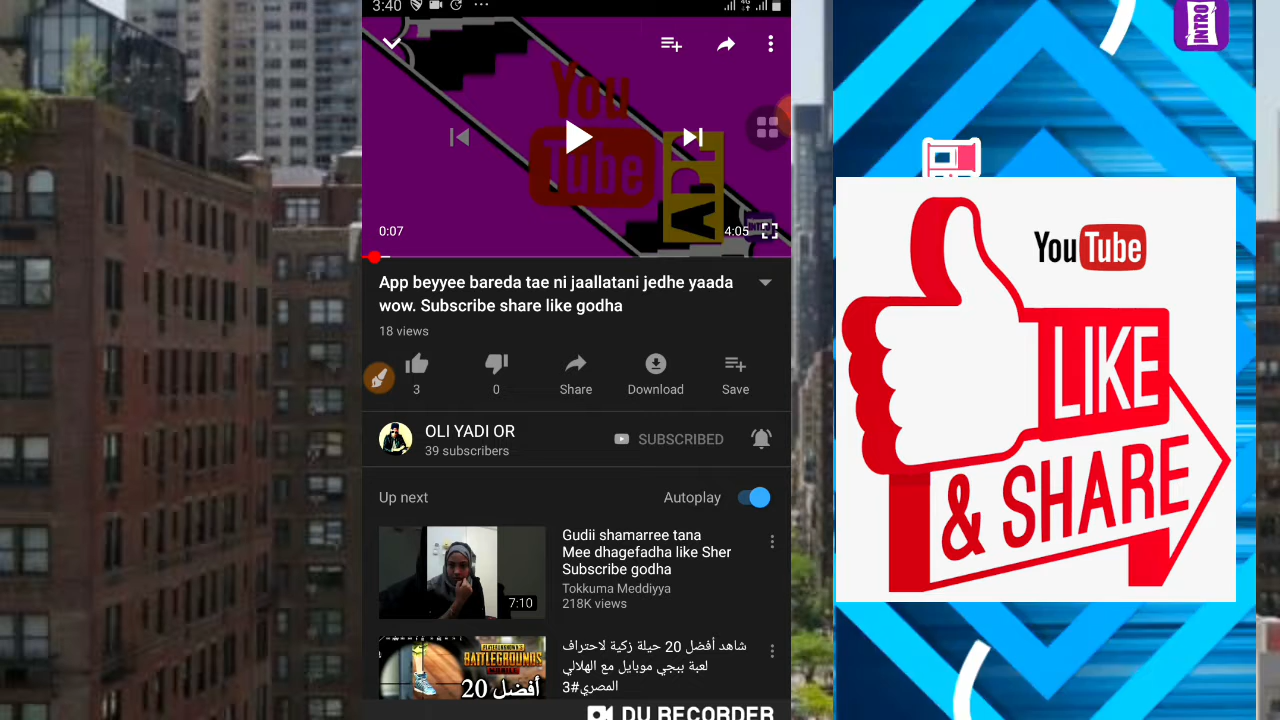 3:40
INTRO
You
Tube
APP
0:07
4:05
App beyyee bareda tae ni jaallatani jedhe yaada
wow. Subscribe share like godha
18 views
3
0
Share
Download
Save
OLI YADI OR
39 subscribers
SUBSCRIBED
Up next
Autoplay
Gudii shamarree tana
Mee dhagefadha like Sher
Subscribe godha
Tokkuma Meddiyya
218K views
7:10
شاهد أفضل 20 حيلة زكية لاحتراف
لعبة ببجي موبايل مع الهلالي
المصري#3
BATTLEGROUNDS
أفضل 20
DU RECORDER
YouTube
LIKE
& SHARE